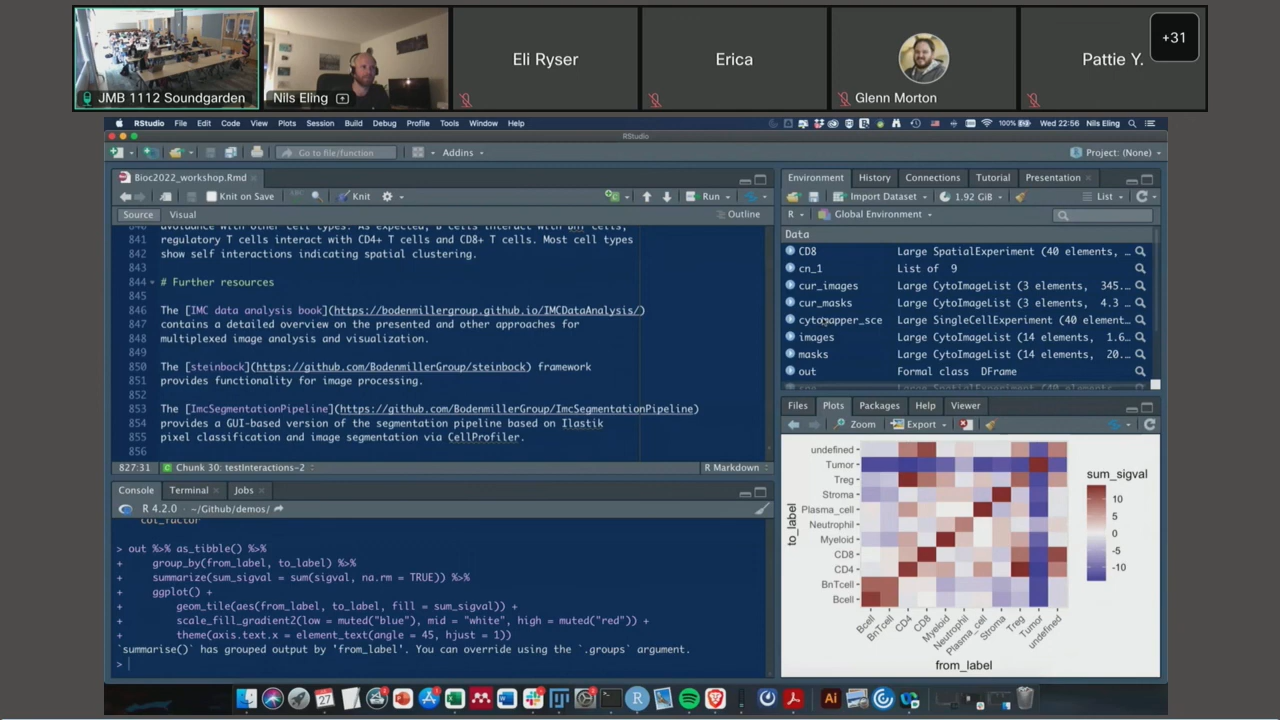 Eli Ryser
Erica
Pattie Y.
+31
JMB 1112 Soundgarden
Nils Eling
Glenn Morton
RStudio File Edit Code View Plots Session Build Debug Profile Tools Window Help
100% Wed 22:56 Nils Eling
RStudio
Go to file/function
Addins
Project: (None)
Bioc2022_workshop.Rmd
Knit on Save
Knit
Run
Source
Visual
Outline
841 regulatory T cells interact with CD4+ T cells and CD8+ T cells. Most cell types
842 show self interactions indicating spatial clustering.
843
844 # Further resources
845
846 The [IMC data analysis book](https://bodenmillergroup.github.io/IMCDataAnalysis/)
847 contains a detailed overview on the presented and other approaches for
848 multiplexed image analysis and visualization.
849
850 The [steinbock](https://github.com/BodenmillerGroup/steinbock) framework
851 provides functionality for image processing.
852
853 The [ImcSegmentationPipeline](https://github.com/BodenmillerGroup/ImcSegmentationPipeline)
854 provides a GUI-based version of the segmentation pipeline based on Ilastik
855 pixel classification and image segmentation via CellProfiler.
856
827:31 Chunk 30: testInteractions-2
R Markdown
Console Terminal Jobs
R 4.2.0 · ~/Github/demos/
> out %>% as_tibble() %>%
+ group_by(from_label, to_label) %>%
+ summarize(sum_sigval = sum(sigval, na.rm = TRUE)) %>%
+ ggplot() +
+ geom_tile(aes(from_label, to_label, fill = sum_sigval)) +
+ scale_fill_gradient2(low = muted("blue"), mid = "white", high = muted("red")) +
+ theme(axis.text.x = element_text(angle = 45, hjust = 1))
`summarise()` has grouped output by 'from_label'. You can override using the `.groups` argument.
>
Environment History Connections Tutorial Presentation
Import Dataset 1.92 GiB List
R Global Environment
Data
CD8 Large SpatialExperiment (40 elements, …
cn_1 List of 9
cur_images Large CytoImageList (3 elements, 345.…
cur_masks Large CytoImageList (3 elements, 4.3 …
cytomapper_sce Large SingleCellExperiment (40 element…
images Large CytoImageList (14 elements, 1.6…
masks Large CytoImageList (14 elements, 20.…
out Formal class DFrame
Files Plots Packages Help Viewer
Zoom Export
undefined
Tumor
Treg
Stroma
Plasma_cell
Neutrophil
Myeloid
CD8
CD4
BnTcell
Bcell
to_label
Bcell BnTcell CD4 CD8 Myeloid Neutrophil Plasma_cell Stroma Treg Tumor undefined
from_label
sum_sigval
10
5
0
-5
-10